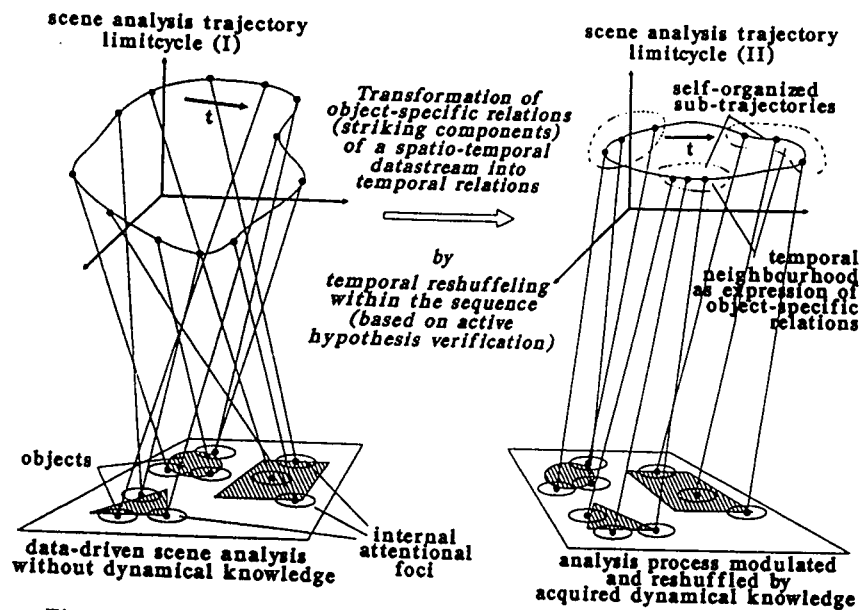 scene analysis trajectory
limitcycle (I)
t
Transformation of
object-specific relations
(striking components)
of a spatio-temporal
datastream into
temporal relations
by
temporal reshuffeling
within the sequence
(based on active
hypothesis verification)
scene analysis trajectory
limitcycle (II)
self-organized
sub-trajectories
t
temporal
neighbourhood
as expression of
object-specific
relations
objects
internal
attentional
foci
data-driven scene analysis
without dynamical knowledge
analysis process modulated
and reshuffled by
acquired dynamical knowledge